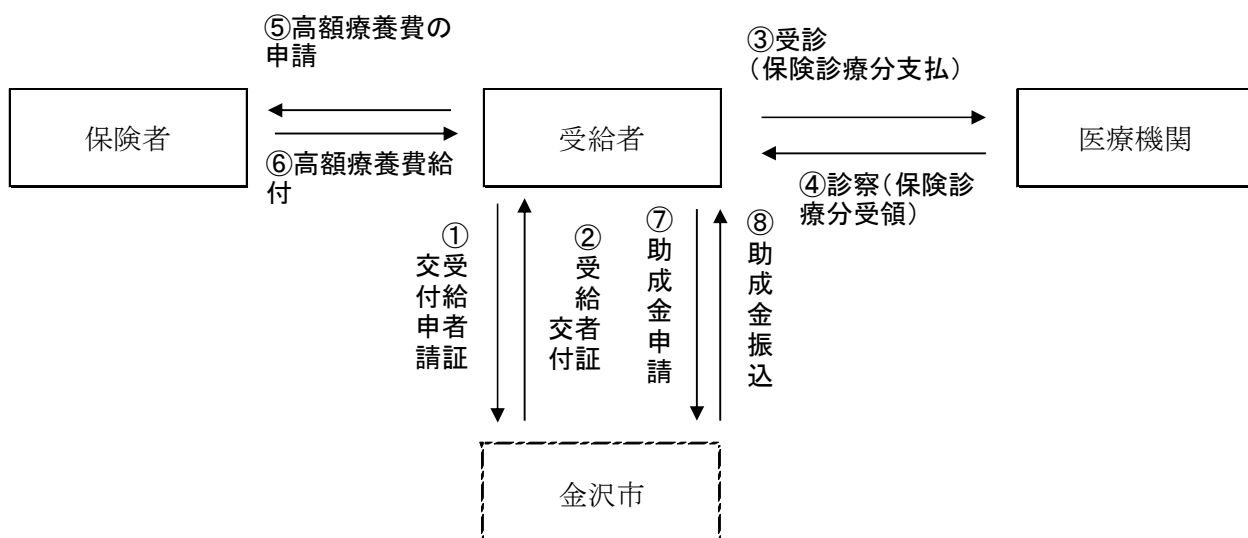 ⑤高額療養費の
申請
③受診
（保険診療分支払）
保険者
受給者
医療機関
⑥高額療養費給
付
④診察（保険診
療分受領）
①受給者証
交付申請
②受給者証
交付
⑦助成金申請
⑧助成金振込
金沢市